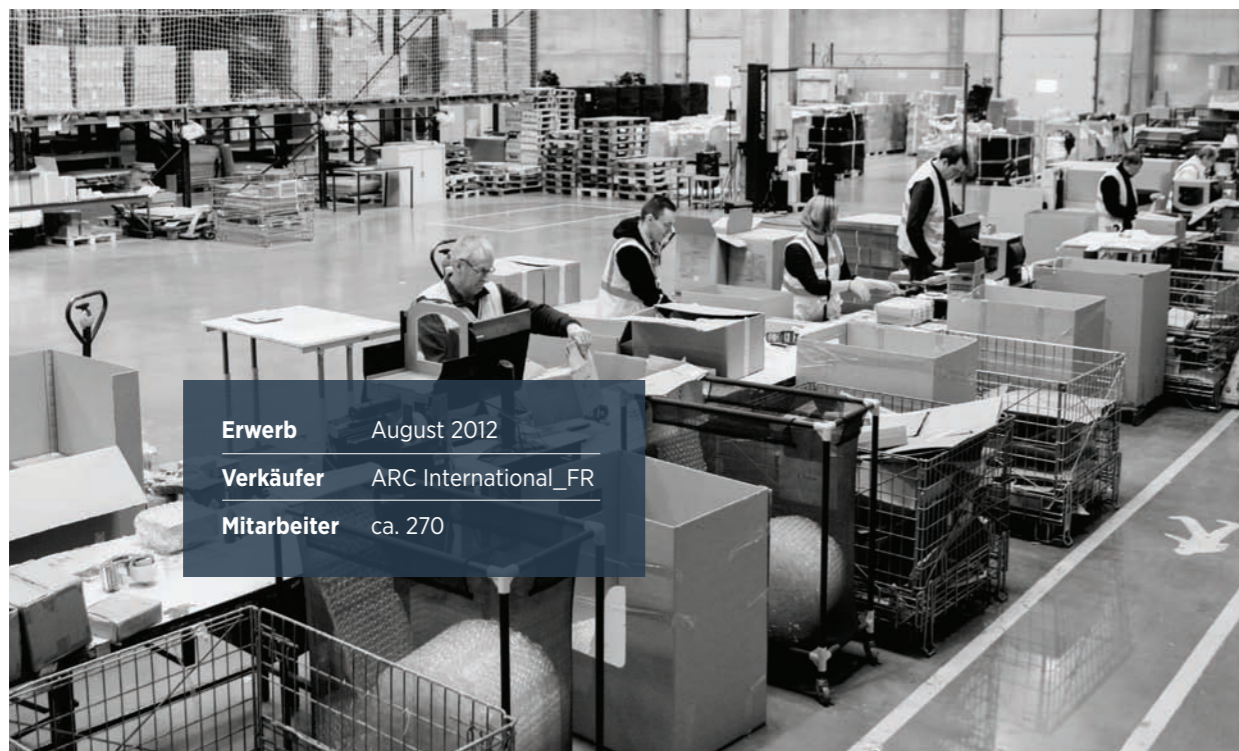 Erwerb August 2012
Verkäufer ARC International_FR
Mitarbeiter ca. 270